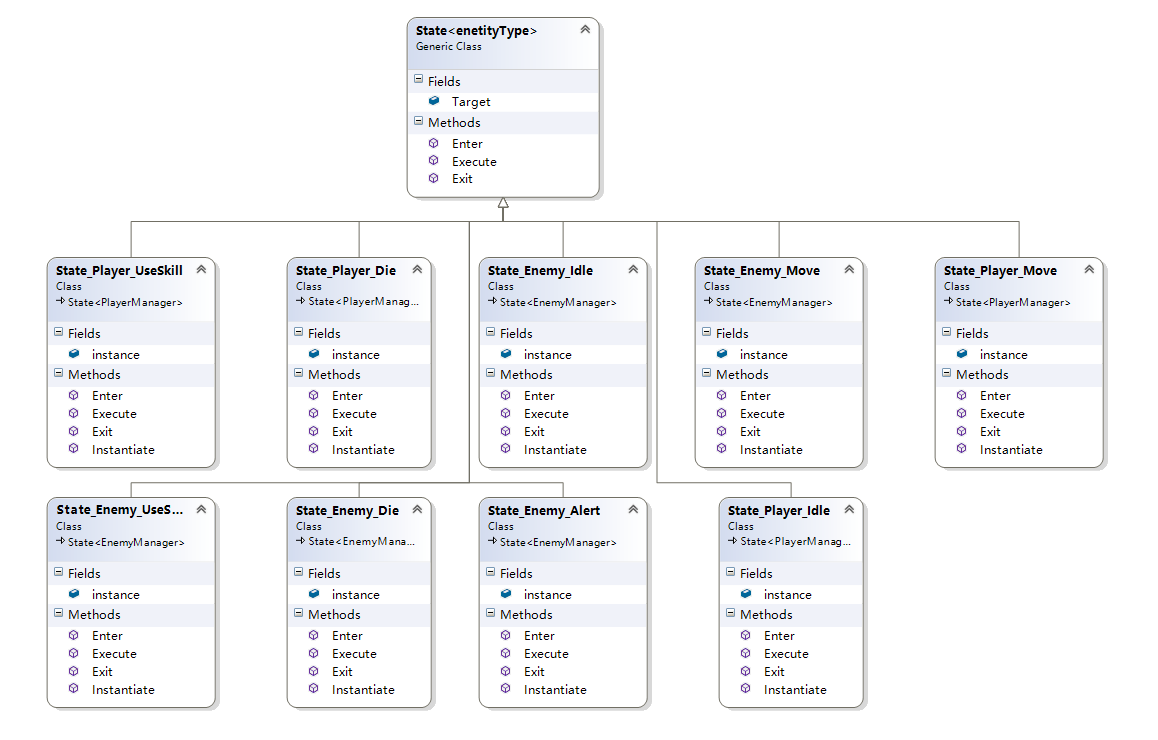 State<enetityType>
Generic Class
Fields
Target
Methods
Enter
Execute
Exit
State_Player_UseSkill
Class
State<PlayerManager>
Fields
instance
Methods
Enter
Execute
Exit
Instantiate
State_Player_Die
Class
State<PlayerManag...
Fields
instance
Methods
Enter
Execute
Exit
Instantiate
State_Enemy_Idle
Class
State<EnemyManager>
Fields
instance
Methods
Enter
Execute
Exit
Instantiate
State_Enemy_Move
Class
State<EnemyManager>
Fields
instance
Methods
Enter
Execute
Exit
Instantiate
State_Player_Move
Class
State<PlayerManager>
Fields
instance
Methods
Enter
Execute
Exit
Instantiate
State_Enemy_UseS...
Class
State<EnemyManager>
Fields
instance
Methods
Enter
Execute
Exit
Instantiate
State_Enemy_Die
Class
State<EnemyMana...
Fields
instance
Methods
Enter
Execute
Exit
Instantiate
State_Enemy_Alert
Class
State<EnemyManager>
Fields
instance
Methods
Enter
Execute
Exit
Instantiate
State_Player_Idle
Class
State<PlayerManag...
Fields
instance
Methods
Enter
Execute
Exit
Instantiate